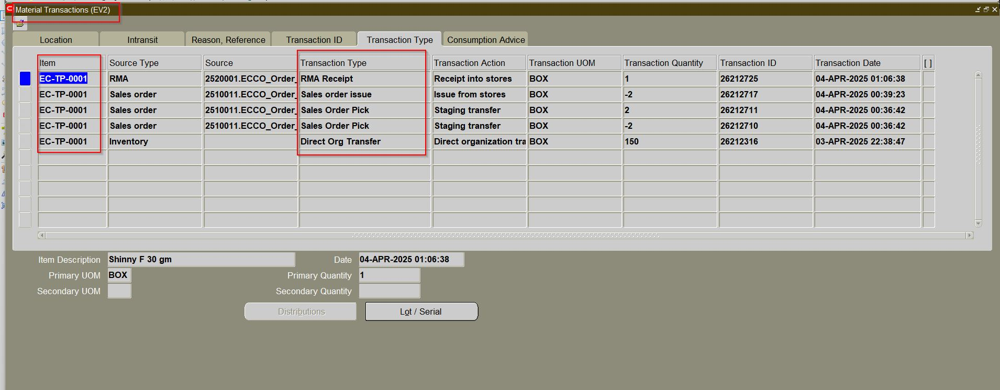 Material Transactions (EV2)
Location Intransit Reason, Reference Transaction ID Transaction Type Consumption Advice
Item Source Type Source Transaction Type Transaction Action Transaction UOM Transaction Quantity Transaction ID Transaction Date [ ]
EC-TP-0001 RMA 2520001.ECCO_Order_ RMA Receipt Receipt into stores BOX 1 26212725 04-APR-2025 01:06:38
EC-TP-0001 Sales order 2510011.ECCO_Order_ Sales order issue Issue from stores BOX -2 26212717 04-APR-2025 00:39:23
EC-TP-0001 Sales order 2510011.ECCO_Order_ Sales Order Pick Staging transfer BOX 2 26212711 04-APR-2025 00:36:42
EC-TP-0001 Sales order 2510011.ECCO_Order_ Sales Order Pick Staging transfer BOX -2 26212710 04-APR-2025 00:36:42
EC-TP-0001 Inventory Direct Org Transfer Direct organization tra BOX 150 26212316 03-APR-2025 22:38:47
Item Description Shinny F 30 gm Date 04-APR-2025 01:06:38
Primary UOM BOX Primary Quantity 1
Secondary UOM Secondary Quantity
Distributions Lot / Serial